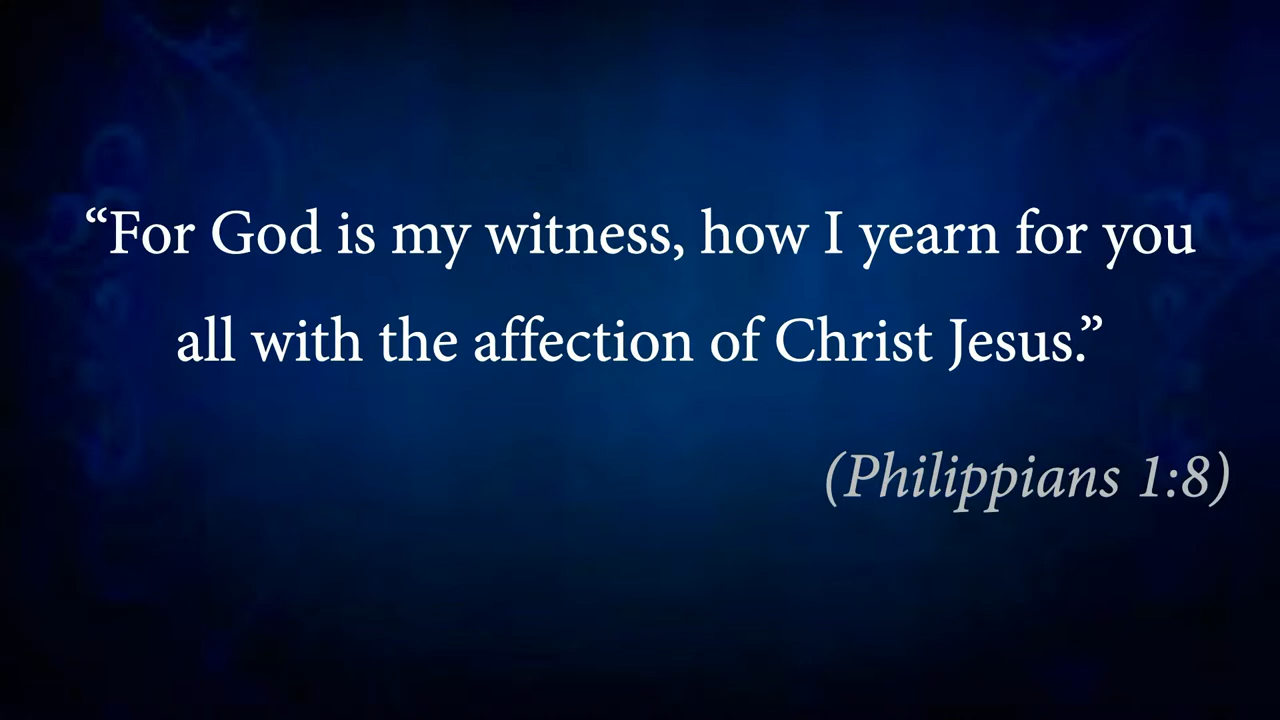 “For God is my witness, how I yearn for you
all with the affection of Christ Jesus.”
(Philippians 1:8)